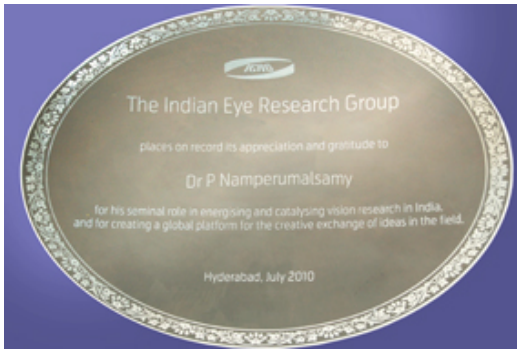 The Indian Eye Research Group
places on record its appreciation and gratitude to
Dr P Namperumalsamy
for his seminal role in energising and catalysing vision research in India,
and for creating a global platform for the creative exchange of ideas in the field.
Hyderabad, July 2010